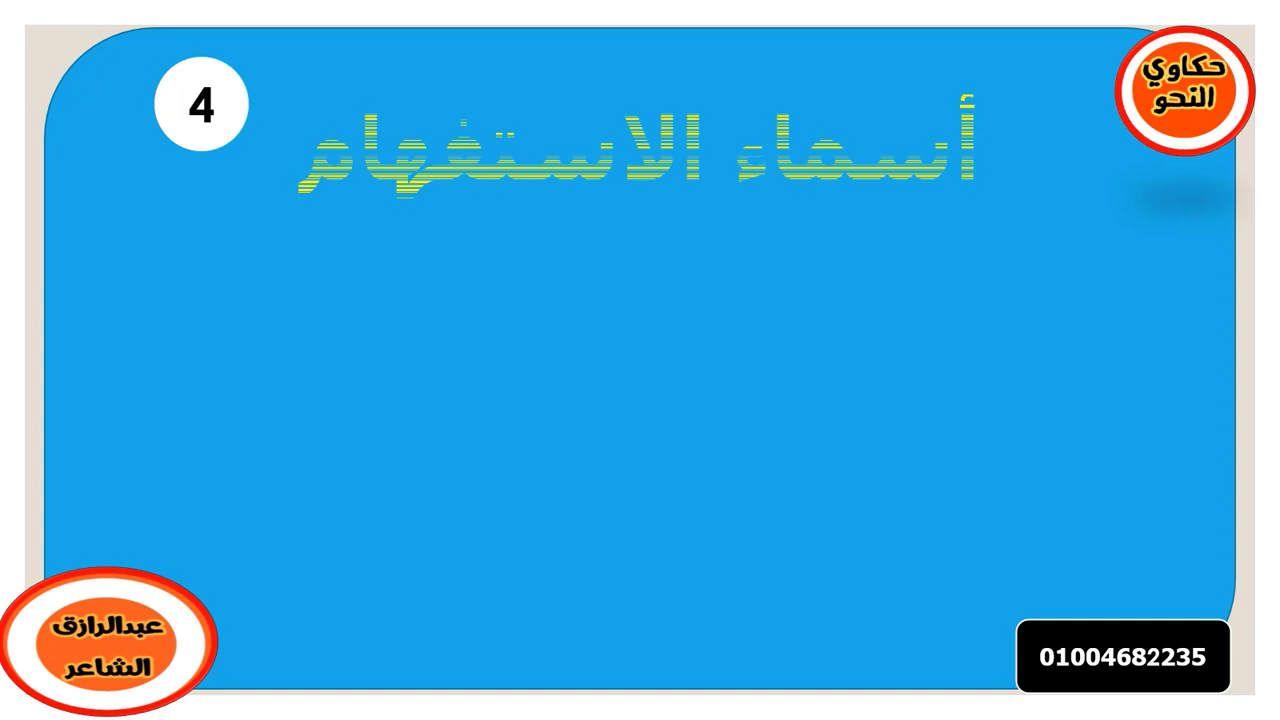 حكاوي
النحو
4
أسماء الاستفهام
عبدالرازق
الشاعر
01004682235